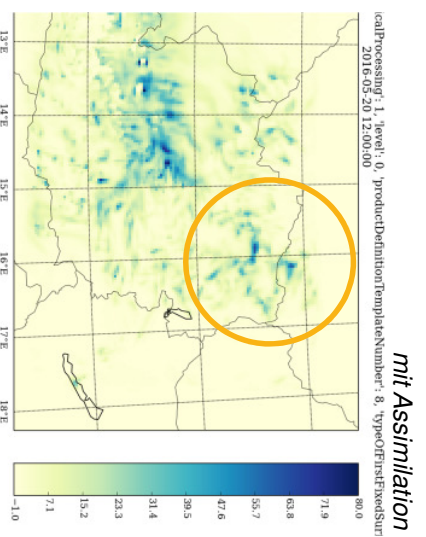 mit Assimilation
icalProcessing': 1, 'level': 0, 'productDefinitionTemplateNumber': 8, 'typeOfFirstFixedSur
2016-05-20 12:00:00
13°E
14°E
15°E
16°E
17°E
18°E
80.0
71.9
63.8
55.7
47.6
39.5
31.4
23.3
15.2
7.1
−1.0